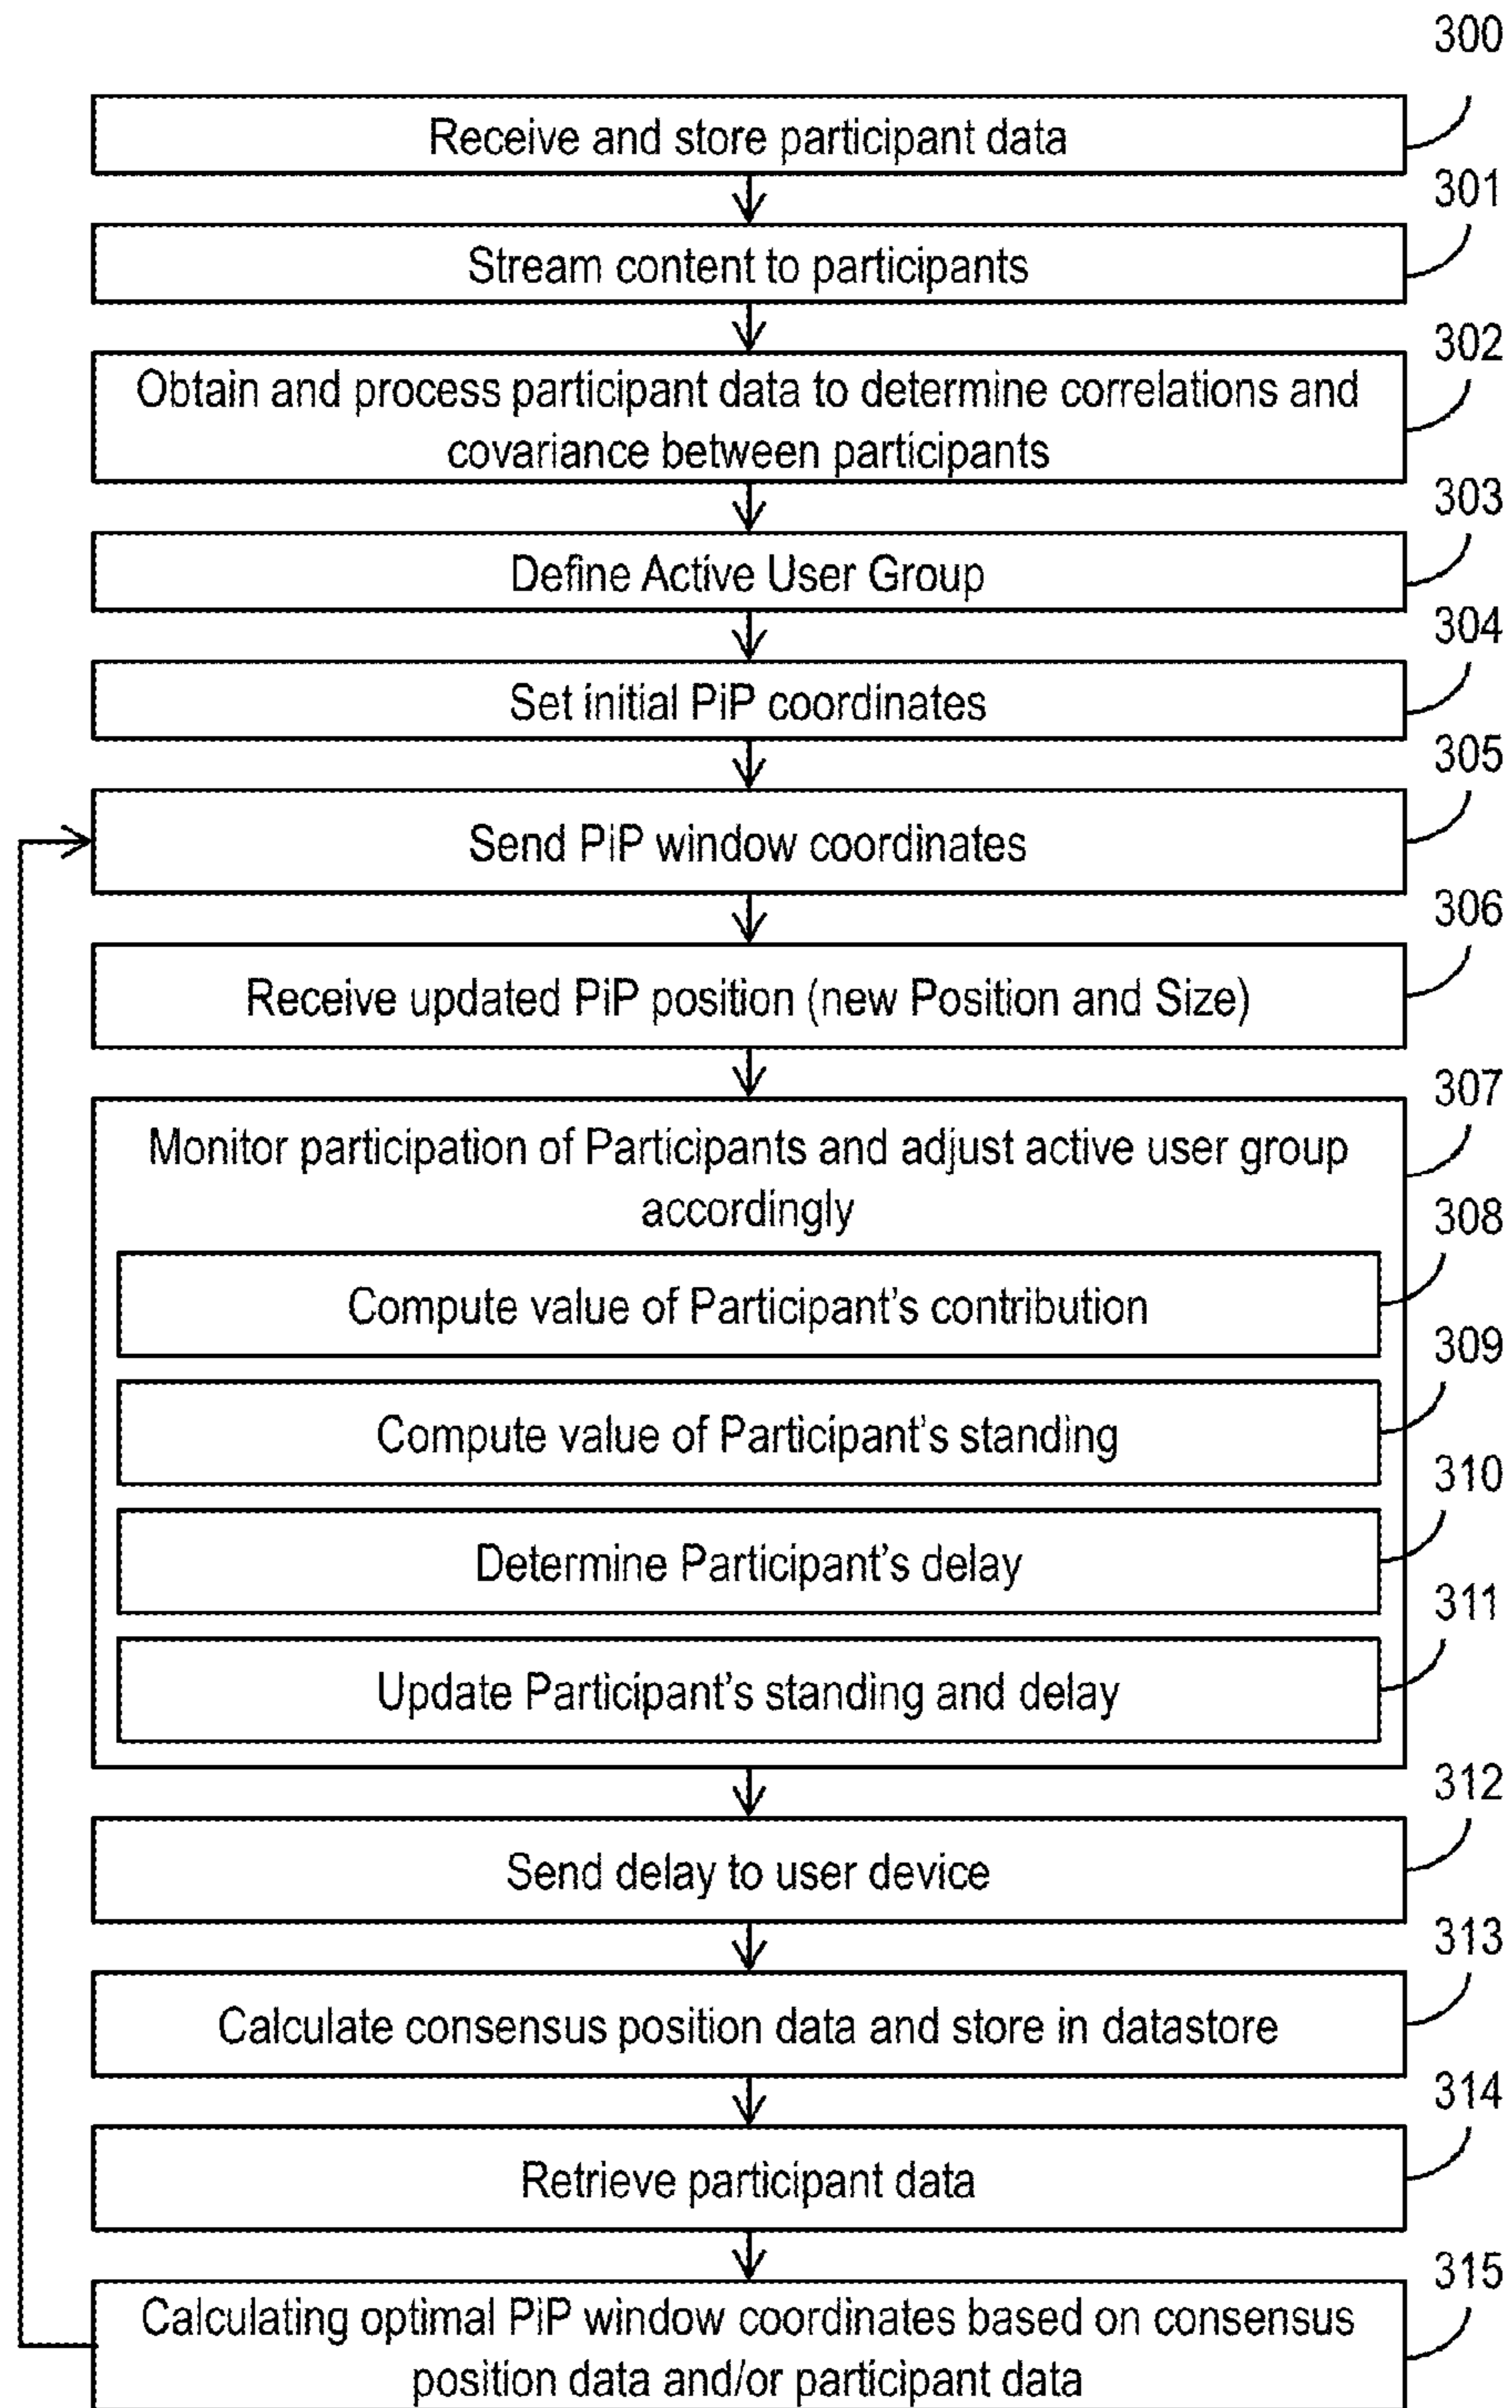 300
Receive and store participant data
301
Stream content to participants
302
Obtain and process participant data to determine correlations and
covariance between participants
303
Define Active User Group
304
Set initial PiP coordinates
305
Send PiP window coordinates
306
Receive updated PiP position (new Position and Size)
307
Monitor participation of Participants and adjust active user group
accordingly
308
Compute value of Participant's contribution
309
Compute value of Participant's standing
310
Determine Participant's delay
311
Update Participant's standing and delay
312
Send delay to user device
313
Calculate consensus position data and store in datastore
314
Retrieve participant data
315
Calculating optimal PiP window coordinates based on consensus
position data and/or participant data